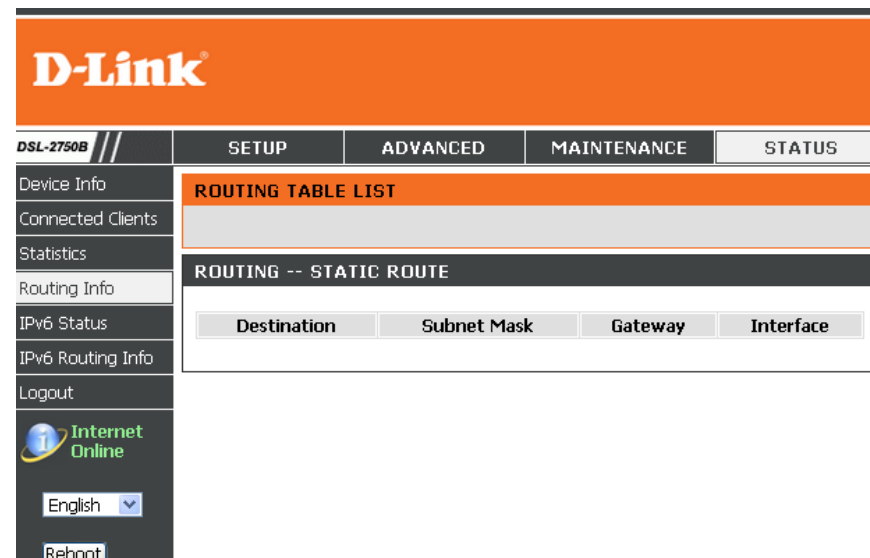 D-Link®
DSL-2750B
SETUP ADVANCED MAINTENANCE STATUS
Device Info
Connected Clients
Statistics
Routing Info
IPv6 Status
IPv6 Routing Info
Logout
Internet
Online
English
Reboot
ROUTING TABLE LIST
ROUTING -- STATIC ROUTE
Destination Subnet Mask Gateway Interface